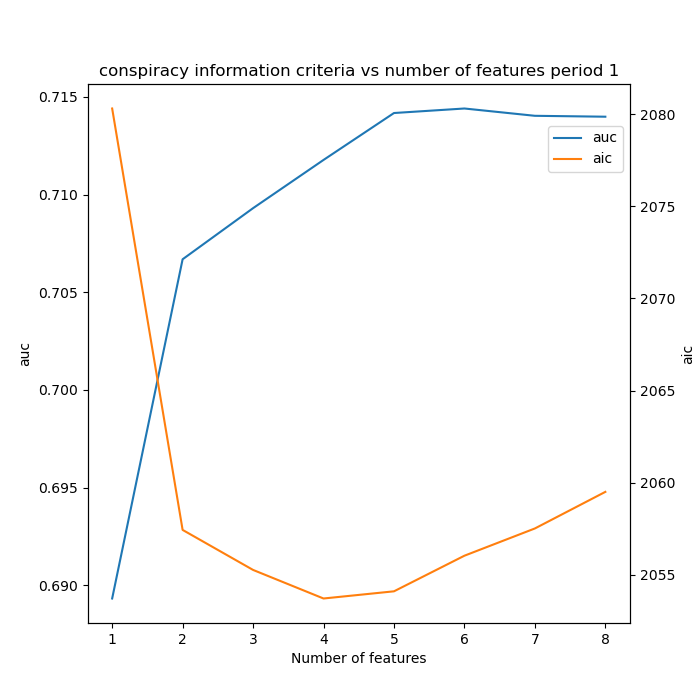 conspiracy information criteria vs number of features period 1
0.715
0.710
0.705
0.700
0.695
0.690
auc
2080
2075
2070
2065
2060
2055
aic
auc
aic
1 2 3 4 5 6 7 8
Number of features